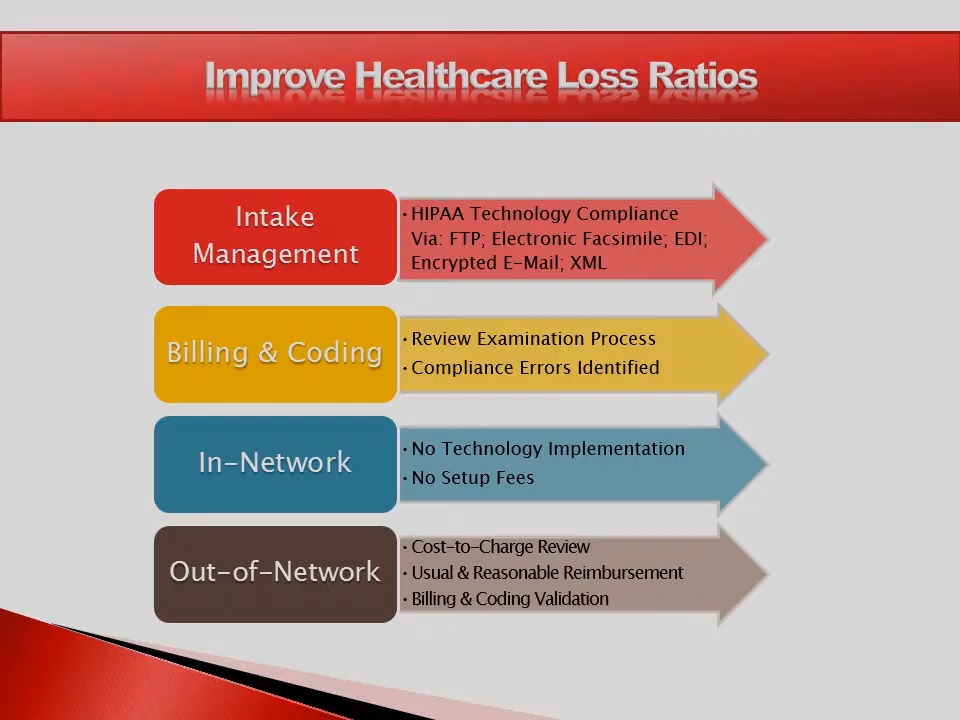 Improve Healthcare Loss Ratios
Intake
Management
•HIPAA Technology Compliance
Via: FTP; Electronic Facsimile; EDI;
Encrypted E-Mail; XML
Billing & Coding
•Review Examination Process
•Compliance Errors Identified
In-Network
•No Technology Implementation
•No Setup Fees
Out-of-Network
•Cost-to-Charge Review
•Usual & Reasonable Reimbursement
•Billing & Coding Validation